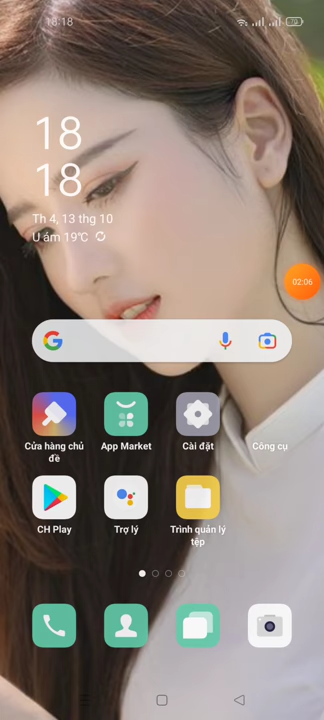 18:18
79
18
18
Th 4, 13 thg 10
U ám 19°C
02:06
Cửa hàng chủ
đề
App Market
Cài đặt
Công cụ
CH Play
Trợ lý
Trình quản lý
tệp